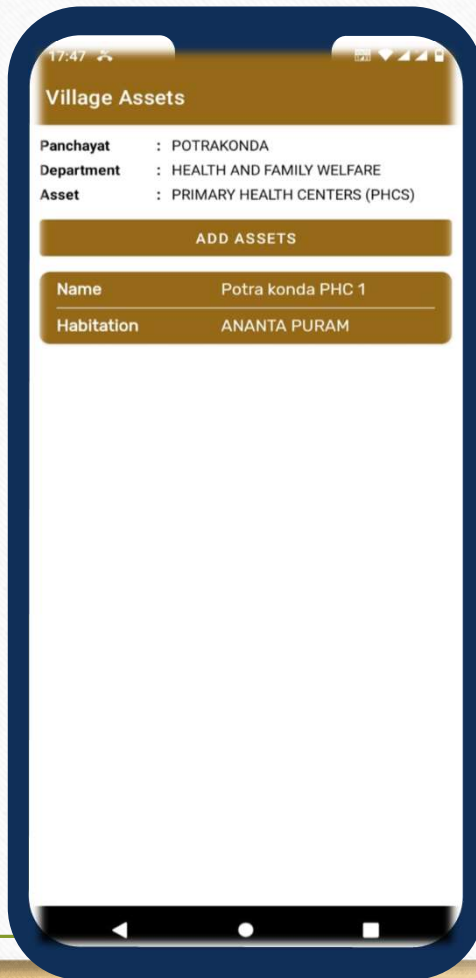 17:47
Village Assets
Panchayat : POTRAKONDA
Department : HEALTH AND FAMILY WELFARE
Asset : PRIMARY HEALTH CENTERS (PHCS)
ADD ASSETS
Name Potra konda PHC 1
Habitation ANANTA PURAM